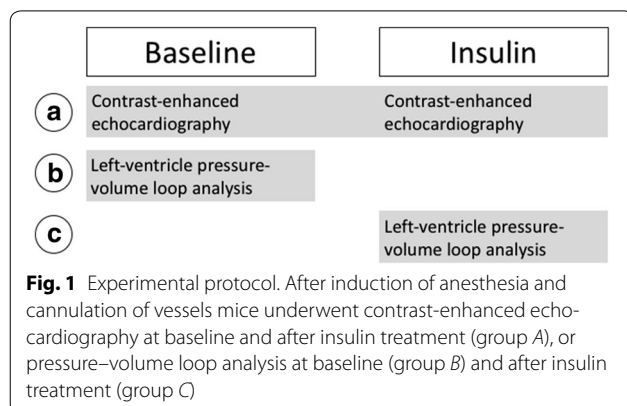 Baseline Insulin
a Contrast-enhanced echocardiography Contrast-enhanced echocardiography
b Left-ventricle pressure-volume loop analysis
c Left-ventricle pressure-volume loop analysis
Fig. 1 Experimental protocol. After induction of anesthesia and
cannulation of vessels mice underwent contrast-enhanced echo-
cardiography at baseline and after insulin treatment (group A), or
pressure–volume loop analysis at baseline (group B) and after insulin
treatment (group C)